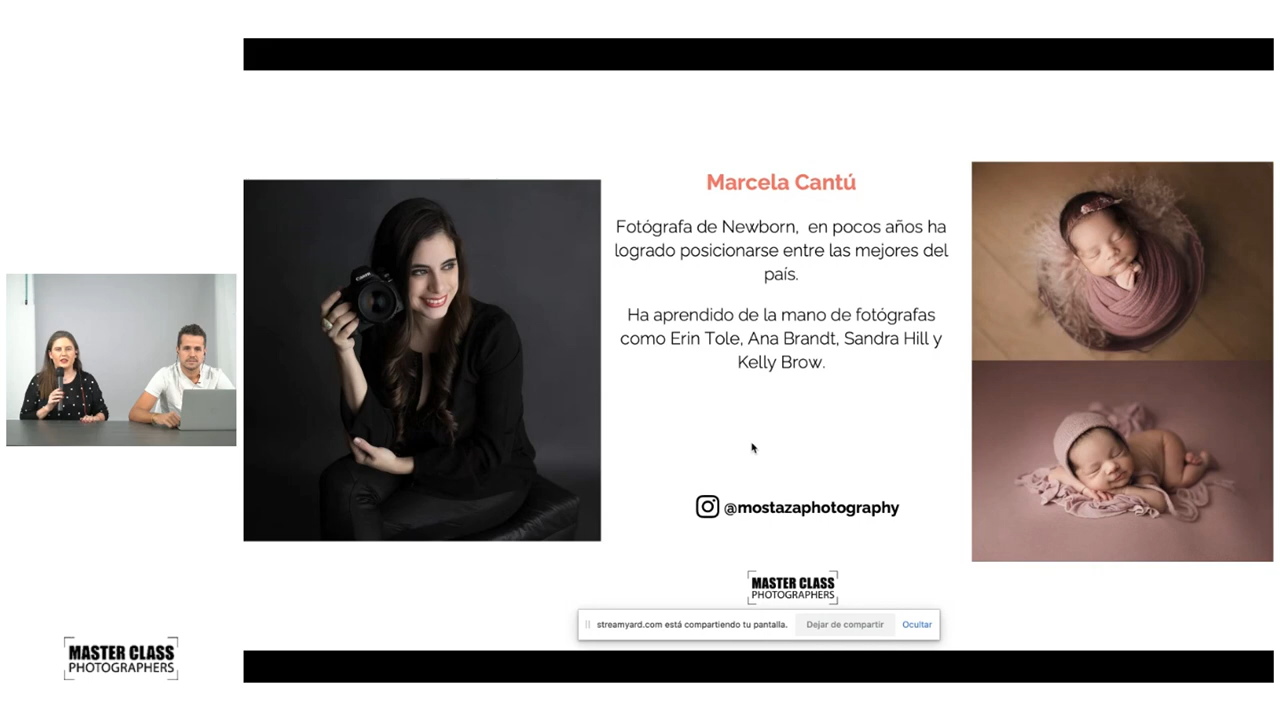 Marcela Cantú
Fotógrafa de Newborn, en pocos años ha
logrado posicionarse entre las mejores del
país.
Ha aprendido de la mano de fotógrafas
como Erin Tole, Ana Brandt, Sandra Hill y
Kelly Brow.
@mostazaphotography
MASTER CLASS
PHOTOGRAPHERS
streamyard.com está compartiendo tu pantalla.
Dejar de compartir
Ocultar
MASTER CLASS
PHOTOGRAPHERS
Canon